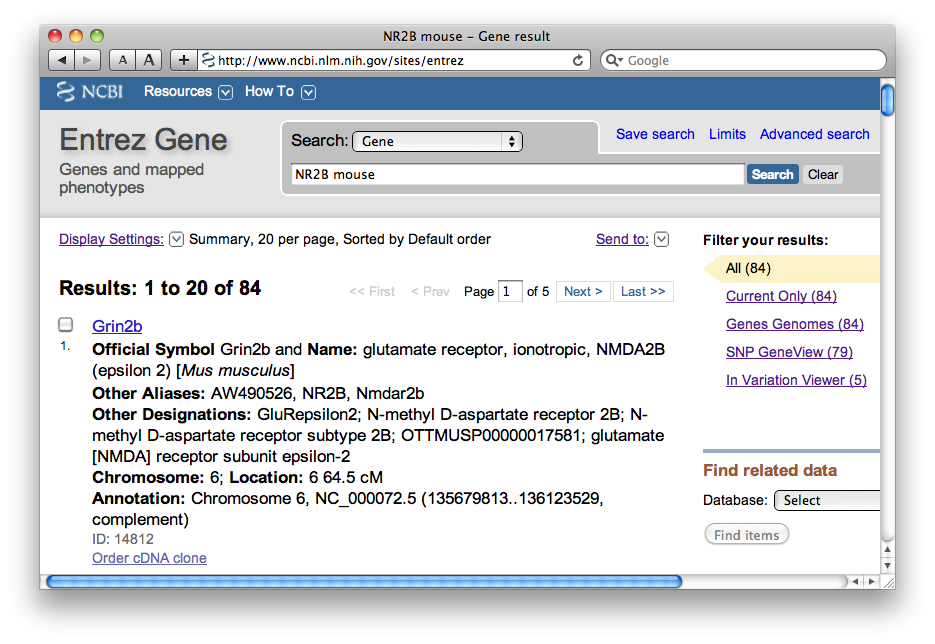 NR2B mouse – Gene result
A A + http://www.ncbi.nlm.nih.gov/sites/entrez Google
NCBI Resources How To
Entrez Gene
Genes and mapped
phenotypes
Search: Gene
Save search Limits Advanced search
NR2B mouse Search Clear
Display Settings: Summary, 20 per page, Sorted by Default order Send to:
Results: 1 to 20 of 84
<< First < Prev Page 1 of 5 Next > Last >>
Grin2b
1. Official Symbol Grin2b and Name: glutamate receptor, ionotropic, NMDA2B
(epsilon 2) [Mus musculus]
Other Aliases: AW490526, NR2B, Nmdar2b
Other Designations: GluRepsilon2; N-methyl D-aspartate receptor 2B; N-
methyl D-aspartate receptor subtype 2B; OTTMUSP00000017581; glutamate
[NMDA] receptor subunit epsilon-2
Chromosome: 6; Location: 6 64.5 cM
Annotation: Chromosome 6, NC_000072.5 (135679813..136123529,
complement)
ID: 14812
Order cDNA clone
Filter your results:
All (84)
Current Only (84)
Genes Genomes (84)
SNP GeneView (79)
In Variation Viewer (5)
Find related data
Database: Select
Find items